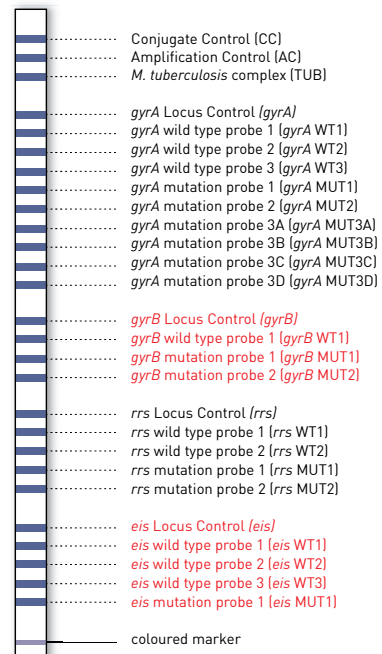 Conjugate Control (CC)
Amplification Control (AC)
M. tuberculosis complex (TUB)
gyrA Locus Control (gyrA)
gyrA wild type probe 1 (gyrA WT1)
gyrA wild type probe 2 (gyrA WT2)
gyrA wild type probe 3 (gyrA WT3)
gyrA mutation probe 1 (gyrA MUT1)
gyrA mutation probe 2 (gyrA MUT2)
gyrA mutation probe 3A (gyrA MUT3A)
gyrA mutation probe 3B (gyrA MUT3B)
gyrA mutation probe 3C (gyrA MUT3C)
gyrA mutation probe 3D (gyrA MUT3D)
gyrB Locus Control (gyrB)
gyrB wild type probe 1 (gyrB WT1)
gyrB mutation probe 1 (gyrB MUT1)
gyrB mutation probe 2 (gyrB MUT2)
rrs Locus Control (rrs)
rrs wild type probe 1 (rrs WT1)
rrs wild type probe 2 (rrs WT2)
rrs mutation probe 1 (rrs MUT1)
rrs mutation probe 2 (rrs MUT2)
eis Locus Control (eis)
eis wild type probe 1 (eis WT1)
eis wild type probe 2 (eis WT2)
eis wild type probe 3 (eis WT3)
eis mutation probe 1 (eis MUT1)
coloured marker